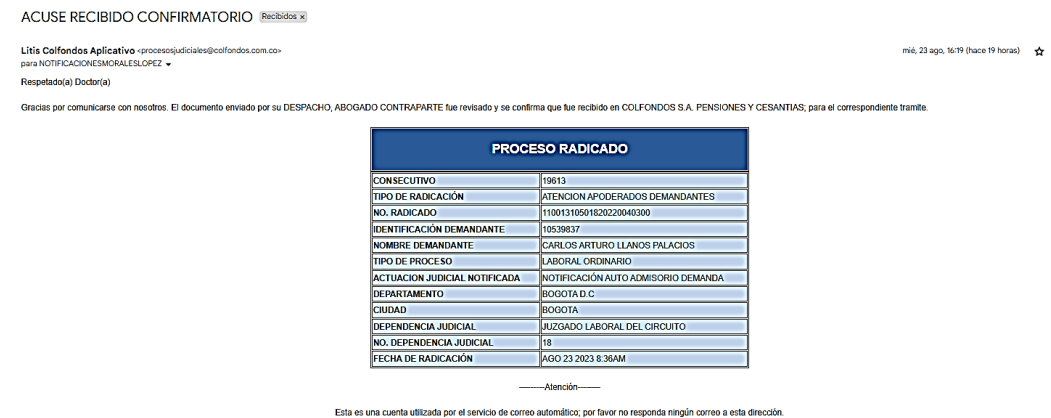 ACUSE RECIBIDO CONFIRMATORIO Recibidos x
Litis Colfondos Aplicativo <procesosjudiciales@colfondos.com.co> mié, 23 ago, 16:19 (hace 19 horas)
para NOTIFICACIONESMORALESLOPEZ
Respetado(a) Doctor(a)
Gracias por comunicarse con nosotros. El documento enviado por su DESPACHO, ABOGADO CONTRAPARTE fue revisado y se confirma que fue recibido en COLFONDOS S.A. PENSIONES Y CESANTIAS; para el correspondiente tramite.
PROCESO RADICADO
CONSECUTIVO 19613
TIPO DE RADICACIÓN ATENCION APODERADOS DEMANDANTES
NO. RADICADO 11001310501820220040300
IDENTIFICACIÓN DEMANDANTE 10539837
NOMBRE DEMANDANTE CARLOS ARTURO LLANOS PALACIOS
TIPO DE PROCESO LABORAL ORDINARIO
ACTUACION JUDICIAL NOTIFICADA NOTIFICACIÓN AUTO ADMISORIO DEMANDA
DEPARTAMENTO BOGOTA D.C
CIUDAD BOGOTA
DEPENDENCIA JUDICIAL JUZGADO LABORAL DEL CIRCUITO
NO. DEPENDENCIA JUDICIAL 18
FECHA DE RADICACIÓN AGO 23 2023 8:36AM
---------Atención--------
Esta es una cuenta utilizada por el servicio de correo automático; por favor no responda ningún correo a esta dirección.